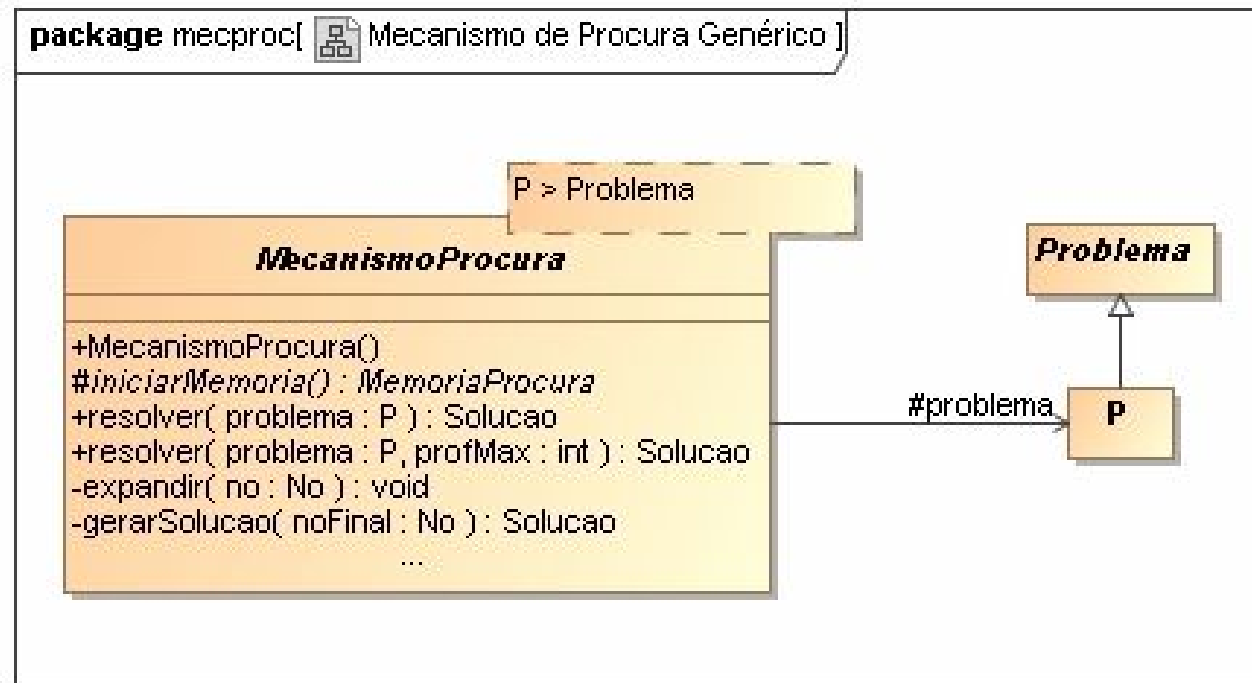 package mecproc[ Mecanismo de Procura Genérico ]
P > Problema
MecanismoProcura
+MecanismoProcura()
#iniciarMemoria() : MemoriaProcura
+resolver( problema : P ) : Solucao
+resolver( problema : P, profMax : int ) : Solucao
-expandir( no : No ) : void
-gerarSolucao( noFinal : No ) : Solucao
...
Problema
#problema
P